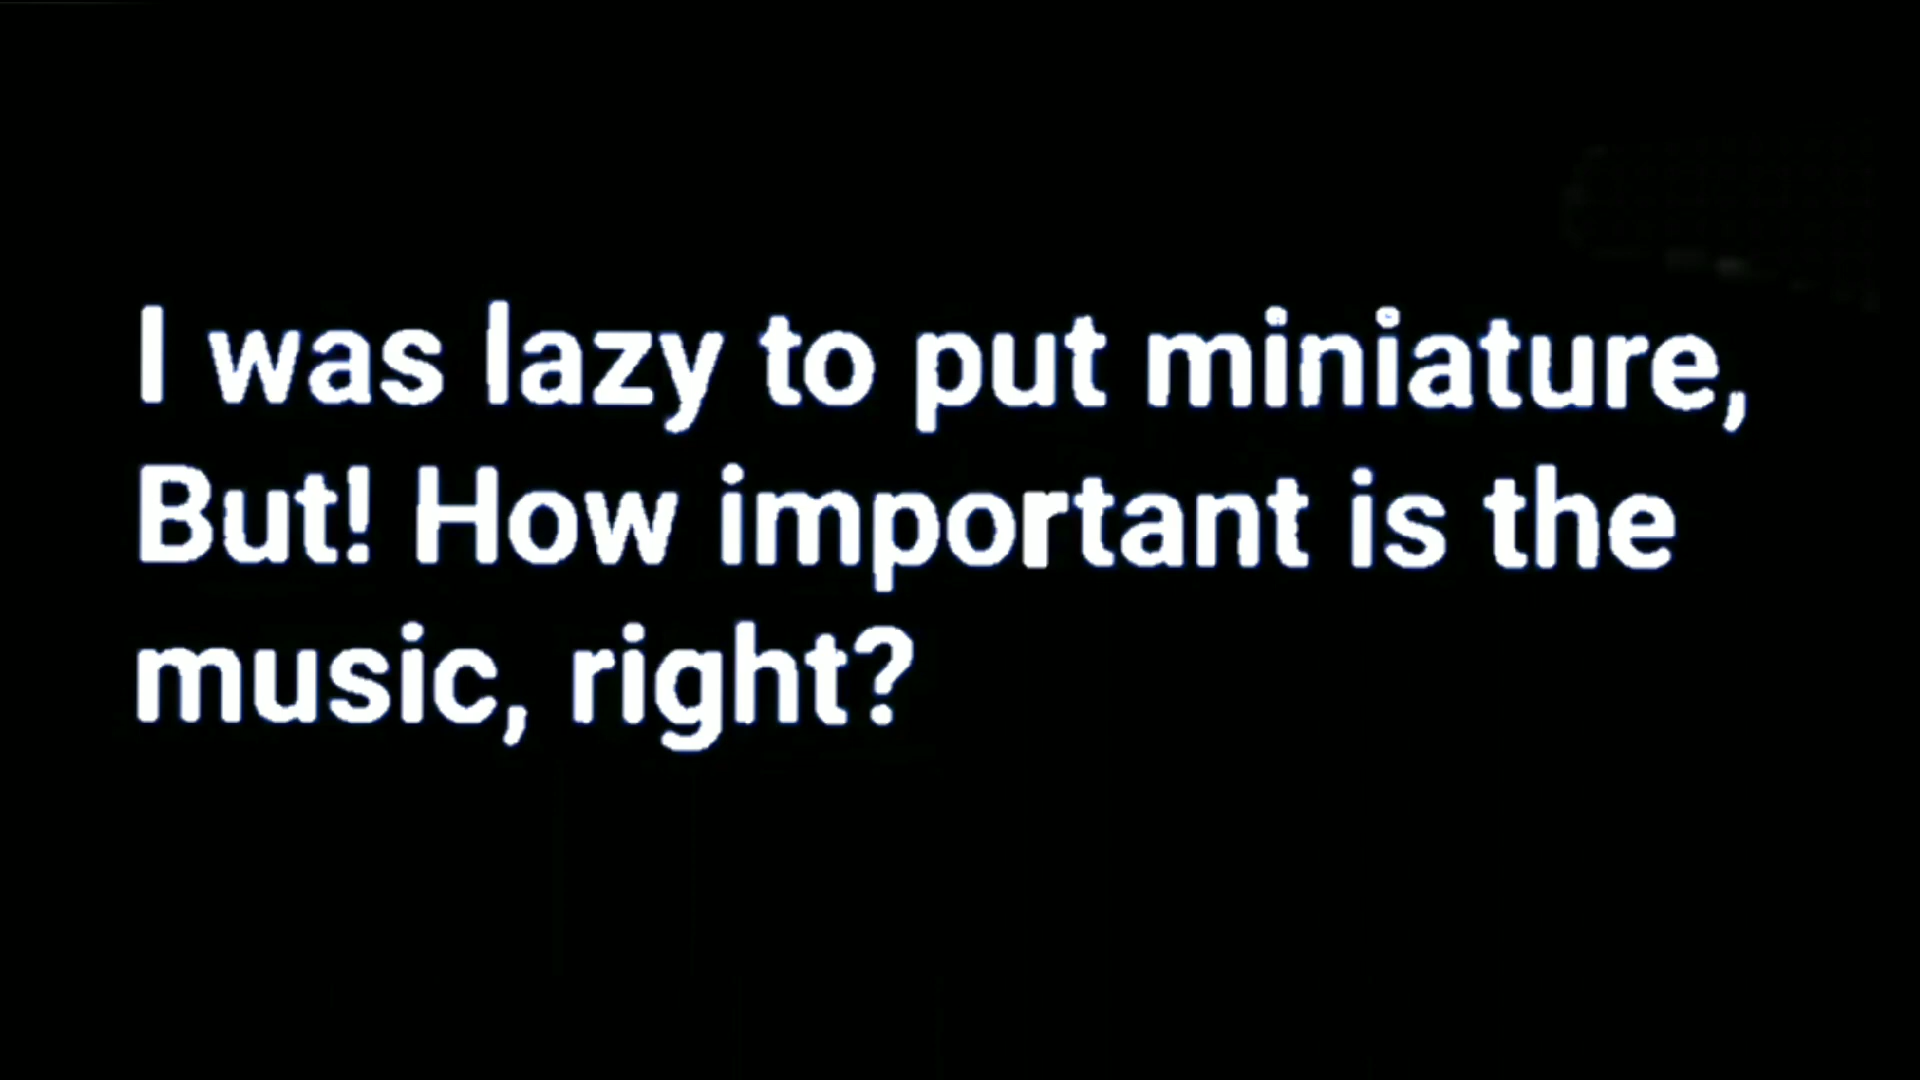 I was lazy to put miniature,
But! How important is the
music, right?